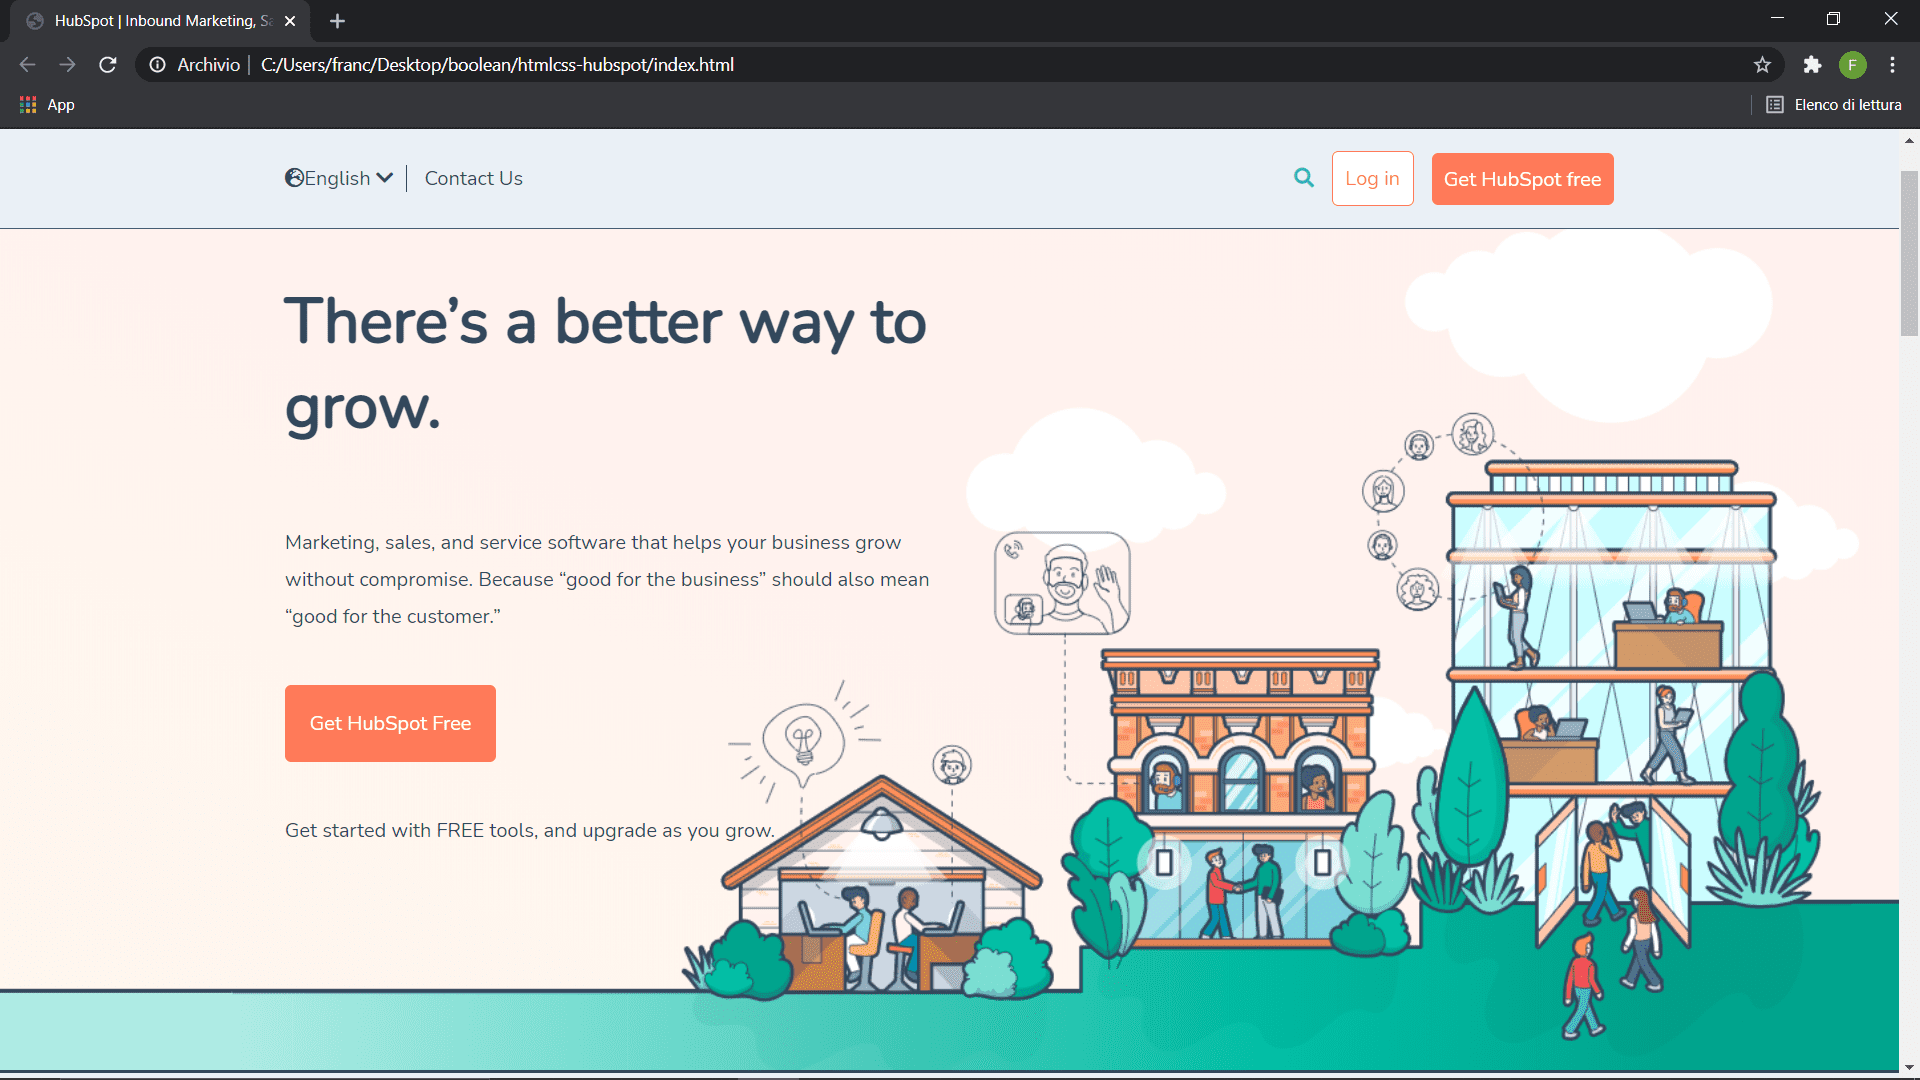 HubSpot | Inbound Marketing, Sa
Archivio | C:/Users/franc/Desktop/boolean/htmlcss-hubspot/index.html
F
App
Elenco di lettura
English
Contact Us
Log in
Get HubSpot free
There’s a better way to
grow.
Marketing, sales, and service software that helps your business grow
without compromise. Because “good for the business” should also mean
“good for the customer.”
Get HubSpot Free
Get started with FREE tools, and upgrade as you grow.